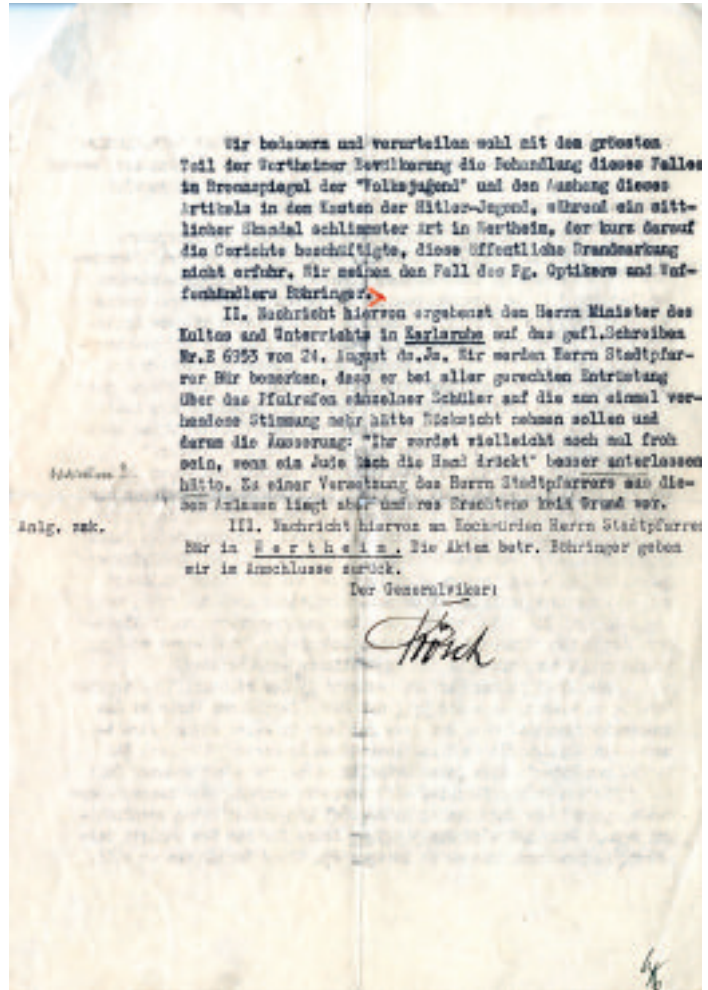 Wir bedauern und verurteilen wohl mit dem grössten
Teil der Wertheimer Bevölkerung die Behandlung dieses Falles
im Brennspiegel der "Volksjugend" und den Aushang dieses
Artikels in dem Kasten der Hitler-Jugend, während ein sitt-
licher Skandal schlimmster Art in Wertheim, der kurz darauf
die Gerichte beschäftigte, diese öffentliche Brandmarkung
nicht erfuhr. Wir meinen den Fall des Pg. Optikers und Waf-
fenhändlers Böhringer.
II. Nachricht hiervon ergebenst dem Herrn Minister des
Kultus und Unterrichts in Karlsruhe auf das gefl.Schreiben
Nr.E 6953 vom 24. August ds.Js. Wir werden Herrn Stadtpfar-
rer Bär bemerken, dass er bei aller gerechten Entrüstung
über das Pfuirufen einzelner Schüler auf die nun einmal vor-
handene Stimmung mehr hätte Rücksicht nehmen sollen und
darum die Äusserung: "Ihr werdet vielleicht noch mal froh
sein, wenn ein Jude euch die Hand drückt" besser unterlassen
hätte. Zu einer Versetzung des Herrn Stadtpfarrers aus die-
sem Anlasse liegt aber unseres Erachtens kein Grund vor.
Anlg. zuk.
III. Nachricht hiervon an Hochwürden Herrn Stadtpfarrer
Bär in Wertheim. Die Akten betr. Böhringer geben
wir im Anschlusse zurück.
Der Generalvikar:
Rösch